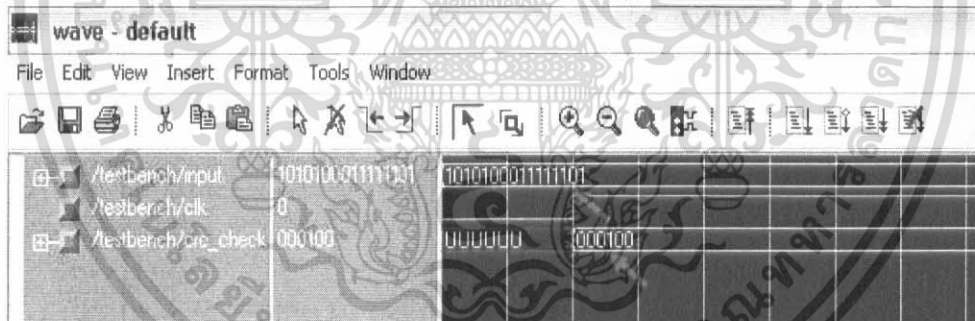 wave - default
File Edit View Insert Format Tools Window
/testbench/input 1010100011111101 1010100011111101
/testbench/clk 0
/testbench/crc_check 000100 UUUUUU 000100